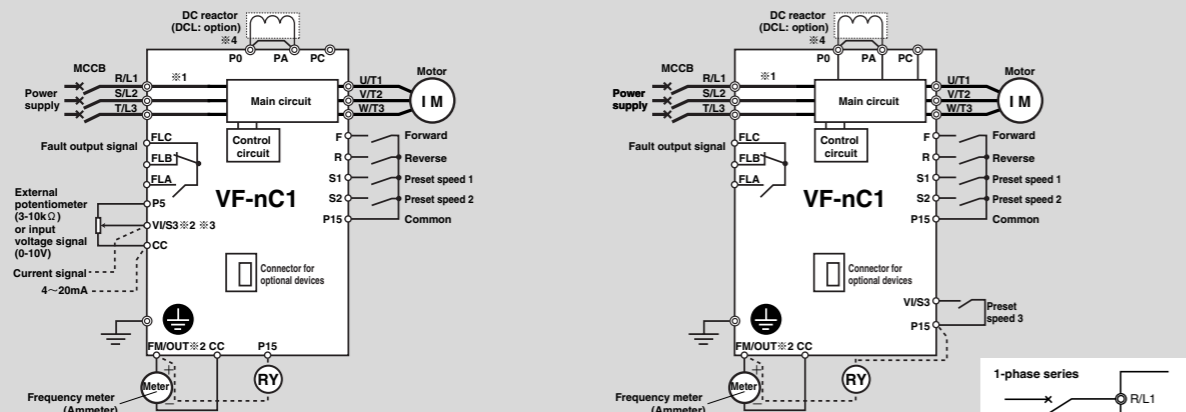 DC reactor
(DCL: option)
※4
P0 PA PC
MCCB
R/L1
※1
U/T1
Motor
Power
supply
S/L2
Main circuit
V/T2
I M
T/L3
W/T3
FLC
Control
circuit
F
Forward
Fault output signal
FLB
R
Reverse
FLA
VF-nC1
S1
Preset speed 1
External
potentiometer
(3-10kΩ)
or input
voltage signal
(0-10V)
P5
S2
Preset speed 2
VI/S3※2 ※3
P15
Common
CC
Current signal
4~20mA
Connector for
optional devices
FM/OUT※2 CC P15
+
Meter
−
RY
Frequency meter
(Ammeter)
DC reactor
(DCL: option)
※4
P0 PA PC
MCCB
R/L1
※1
U/T1
Motor
Power
supply
S/L2
Main circuit
V/T2
I M
T/L3
W/T3
FLC
Control
circuit
F
Forward
Fault output signal
FLB
R
Reverse
FLA
VF-nC1
S1
Preset speed 1
S2
Preset speed 2
P15
Common
Connector for
optional devices
VI/S3
Preset
speed 3
P15
FM/OUT※2 CC
+
Meter
−
RY
Frequency meter
(Ammeter)
1-phase series
R/L1